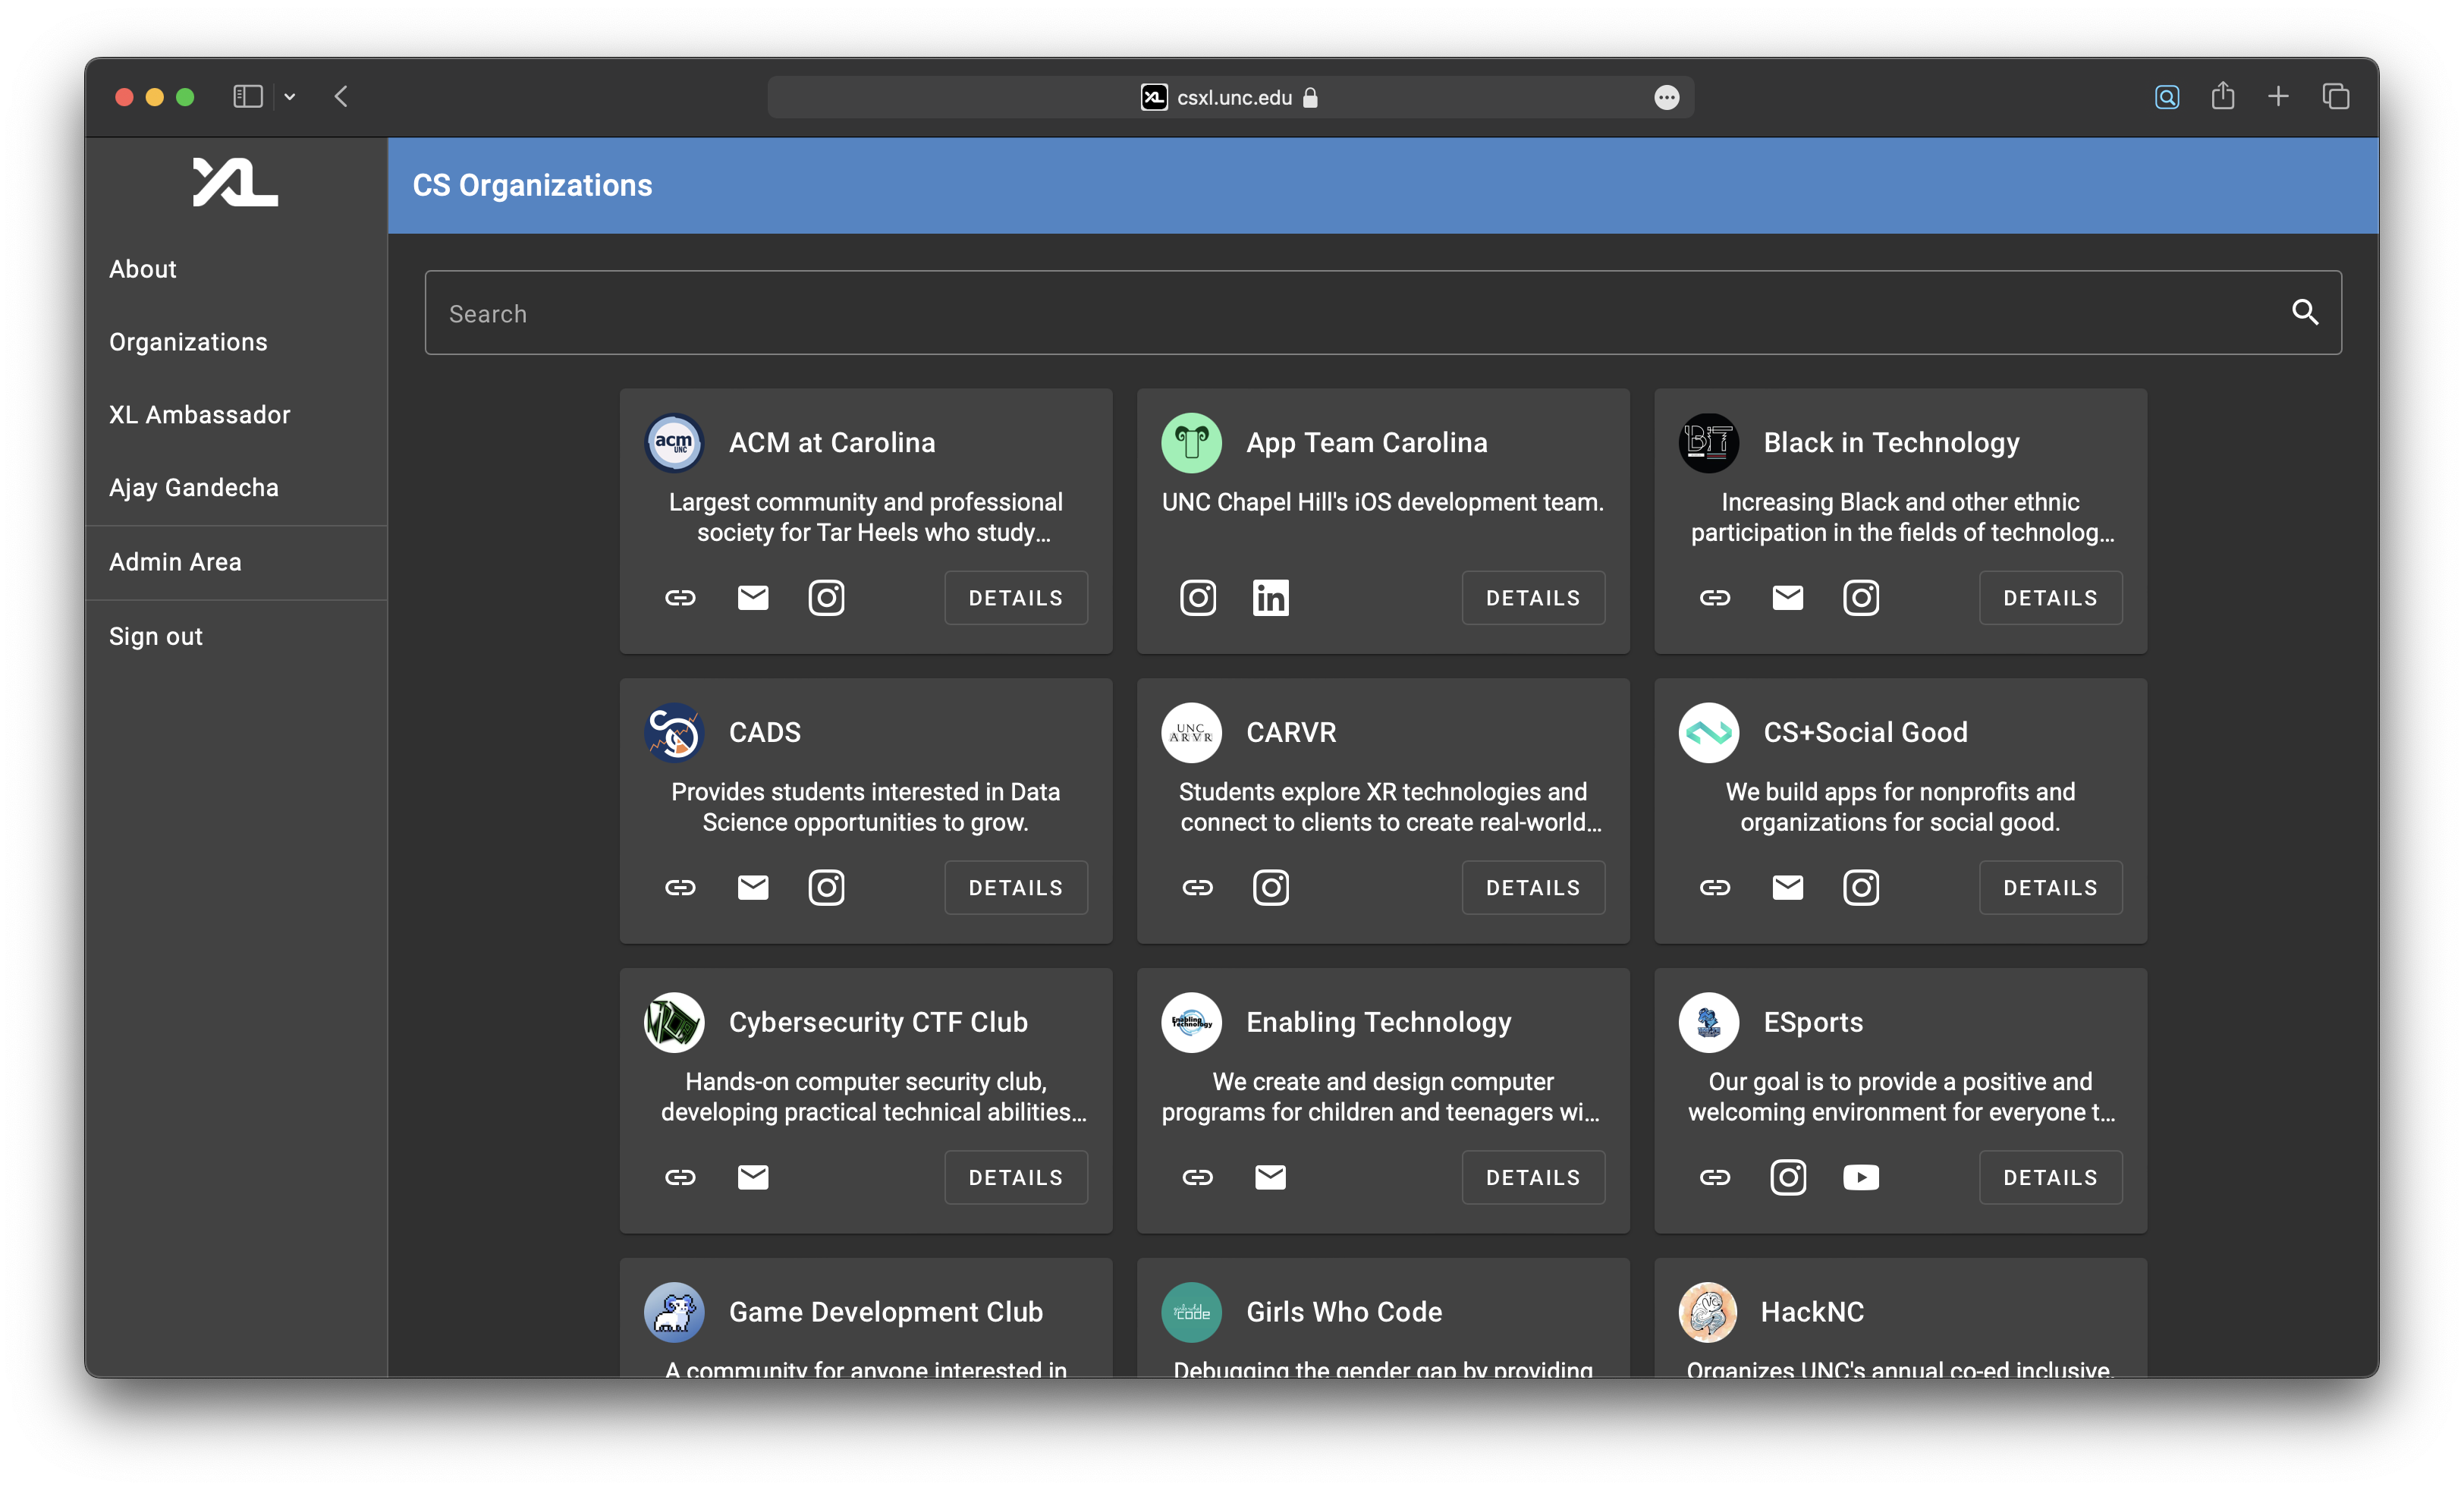 csxl.unc.edu
XL
CS Organizations
About
Organizations
XL Ambassador
Ajay Gandecha
Admin Area
Sign out
Search
acm
UNC
ACM at Carolina
Largest community and professional
society for Tar Heels who study...
DETAILS
App Team Carolina
UNC Chapel Hill's iOS development team.
DETAILS
BIT
Black in Technology
Increasing Black and other ethnic
participation in the fields of technolog...
DETAILS
CADS
Provides students interested in Data
Science opportunities to grow.
DETAILS
UNC
ARVR
CARVR
Students explore XR technologies and
connect to clients to create real-world...
DETAILS
CS+Social Good
We build apps for nonprofits and
organizations for social good.
DETAILS
Cybersecurity CTF Club
Hands-on computer security club,
developing practical technical abilities...
DETAILS
Enabling
Technology
Enabling Technology
We create and design computer
programs for children and teenagers wi...
DETAILS
ESports
Our goal is to provide a positive and
welcoming environment for everyone t...
DETAILS
Game Development Club
A community for anyone interested in
code
Girls Who Code
Debugging the gender gap by providing
HackNC
Organizes UNC's annual co-ed inclusive,